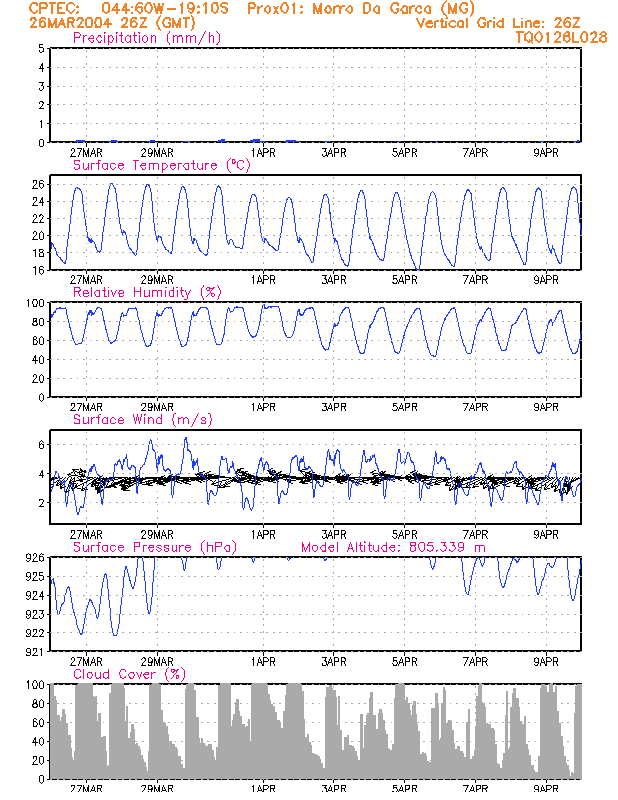 CPTEC: 044:60W-19:10S Prox01: Morro Da Garca (MG)
26MAR2004 26Z (GMT) Vertical Grid Line: 26Z
Precipitation (mm/h) TQ0126L028
5
4
3
2
1
0
27MAR 29MAR 1APR 3APR 5APR 7APR 9APR
Surface Temperature (°C)
26
24
22
20
18
16
27MAR 29MAR 1APR 3APR 5APR 7APR 9APR
Relative Humidity (%)
100
80
60
40
20
0
27MAR 29MAR 1APR 3APR 5APR 7APR 9APR
Surface Wind (m/s)
6
4
2
27MAR 29MAR 1APR 3APR 5APR 7APR 9APR
Surface Pressure (hPa) Model Altitude: 805.339 m
926
925
924
923
922
921
27MAR 29MAR 1APR 3APR 5APR 7APR 9APR
Cloud Cover (%)
100
80
60
40
20
0
27MAR 29MAR 1APR 3APR 5APR 7APR 9APR